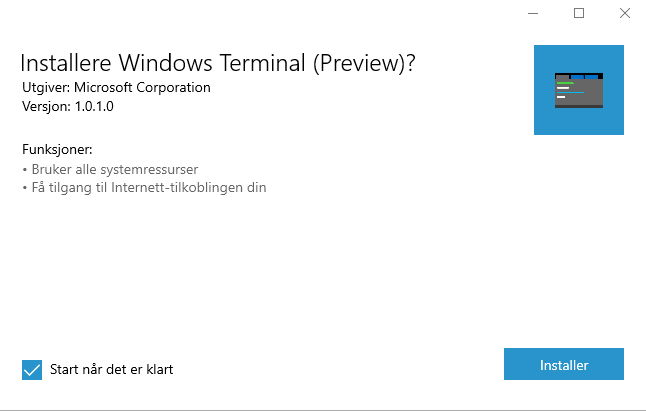 Installere Windows Terminal (Preview)?
Utgiver: Microsoft Corporation
Versjon: 1.0.1.0
Funksjoner:
• Bruker alle systemressurser
• Få tilgang til Internett-tilkoblingen din
Start når det er klart
Installer